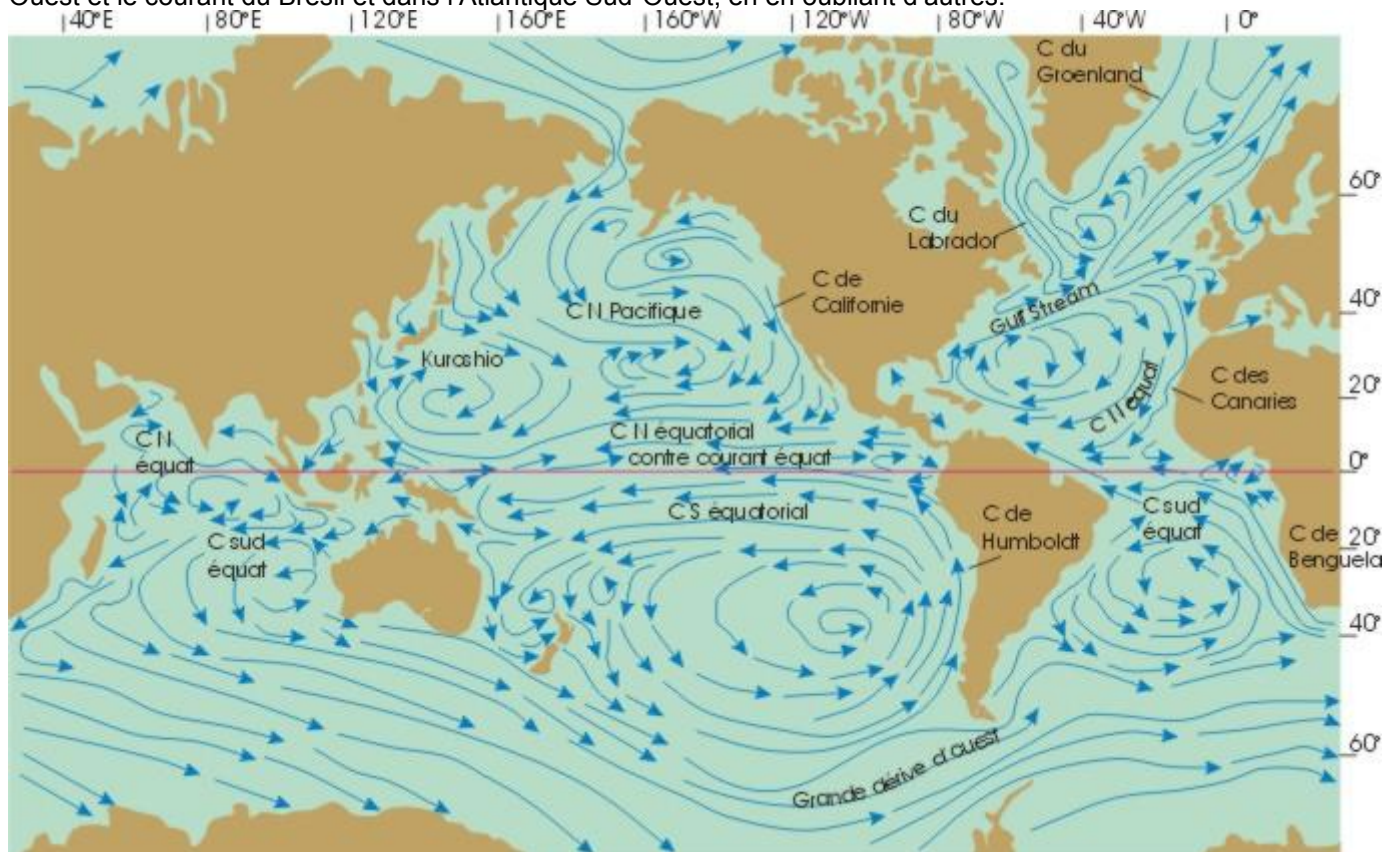 Ouest et le courant du Brésil et dans l'Atlantique Sud-Ouest, en en oubliant d'autres.
40°E 80°E 120°E 160°E 160°W 120°W 80°W 40°W 0°
C du
Groenland
60°
C du
Labrador
C de
Californie
C N Pacifique
Gulf Stream
40°
Kuroshio
C des
Canaries
20°
C N équat
C N
équat
C N équatorial
contre courant équat
0°
C S équatorial
C sud
équat
C de
Humboldt
C sud
équat
C de
Benguela
20°
40°
Grande dérive d'ouest
60°